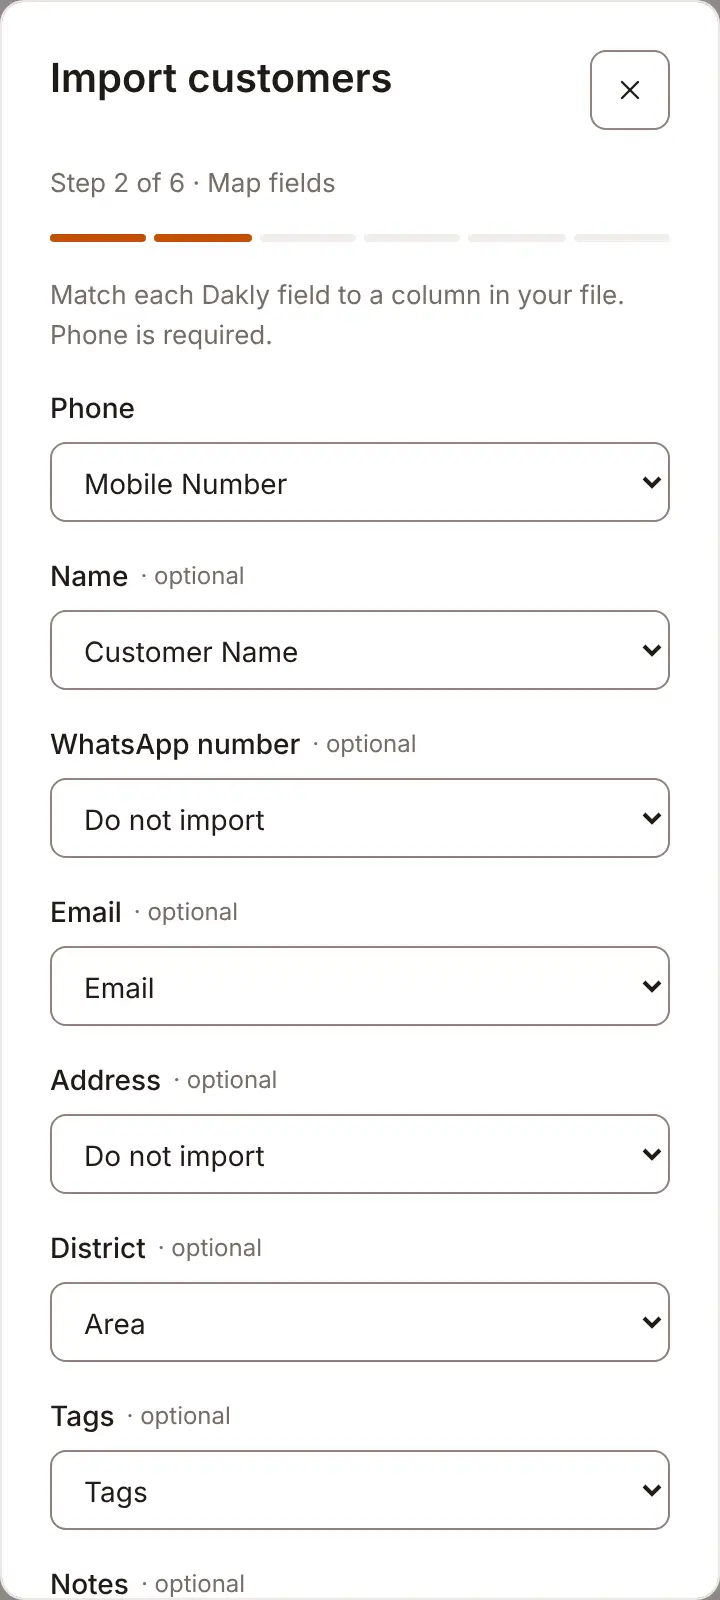 Import customers
Step 2 of 6 · Map fields
Match each Dakly field to a column in your file.
Phone is required.
Phone
Mobile Number
Name · optional
Customer Name
WhatsApp number · optional
Do not import
Email · optional
Email
Address · optional
Do not import
District · optional
Area
Tags · optional
Tags
Notes · optional